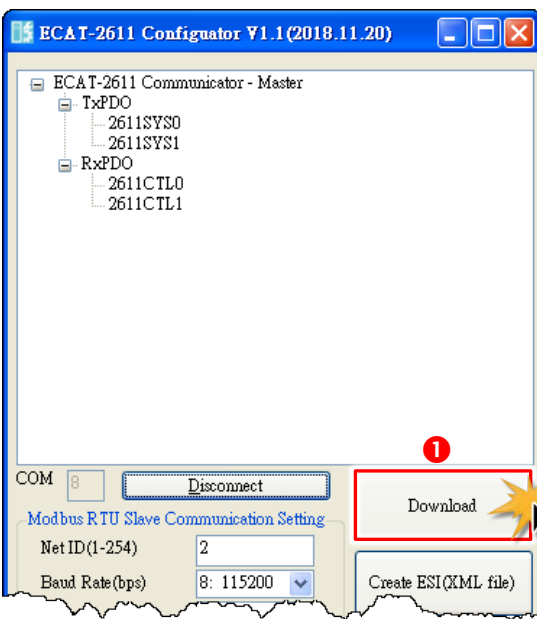 ECAT-2611 Configuator V1.1(2018.11.20)
ECAT-2611 Communicator - Master
TxPDO
2611SYS0
2611SYS1
RxPDO
2611CTL0
2611CTL1
1
COM 8 Disconnect
Download
Modbus RTU Slave Communication Setting
Net ID(1-254) 2
Baud Rate(bps) 8: 115200
Create ESI(XML file)